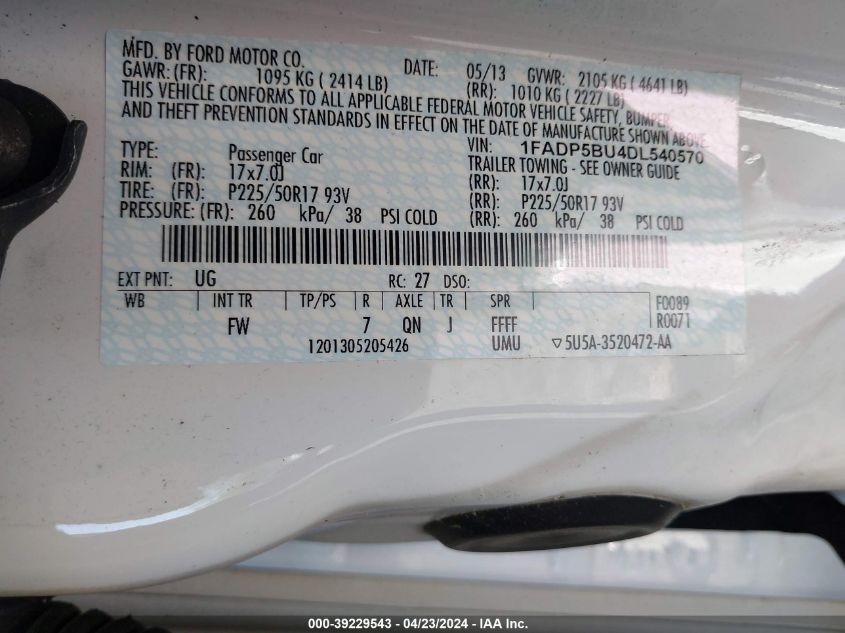 MFD. BY FORD MOTOR CO. DATE: 05/13 GVWR: 2105 KG ( 4641 LB)
GAWR: (FR): 1095 KG ( 2414 LB) (RR): 1010 KG ( 2227 LB)
THIS VEHICLE CONFORMS TO ALL APPLICABLE FEDERAL MOTOR VEHICLE SAFETY, BUMPER,
AND THEFT PREVENTION STANDARDS IN EFFECT ON THE DATE OF MANUFACTURE SHOWN ABOVE.
VIN: 1FADP5BU4DL540570
TYPE: Passenger Car TRAILER TOWING - SEE OWNER GUIDE
RIM: (FR): 17x7.0J (RR): 17x7.0J
TIRE: (FR): P225/50R17 93V (RR): P225/50R17 93V
PRESSURE: (FR): 260 kPa/ 38 PSI COLD (RR): 260 kPa/ 38 PSI COLD
EXT PNT: UG RC: 27 DSO:
WB INT TR TP/PS R AXLE TR SPR F0089
FW 7 QN J FFFF R0071
1201305205426 UMU ▽5U5A-3520472-AA
000-39229543 - 04/23/2024 - IAA Inc.